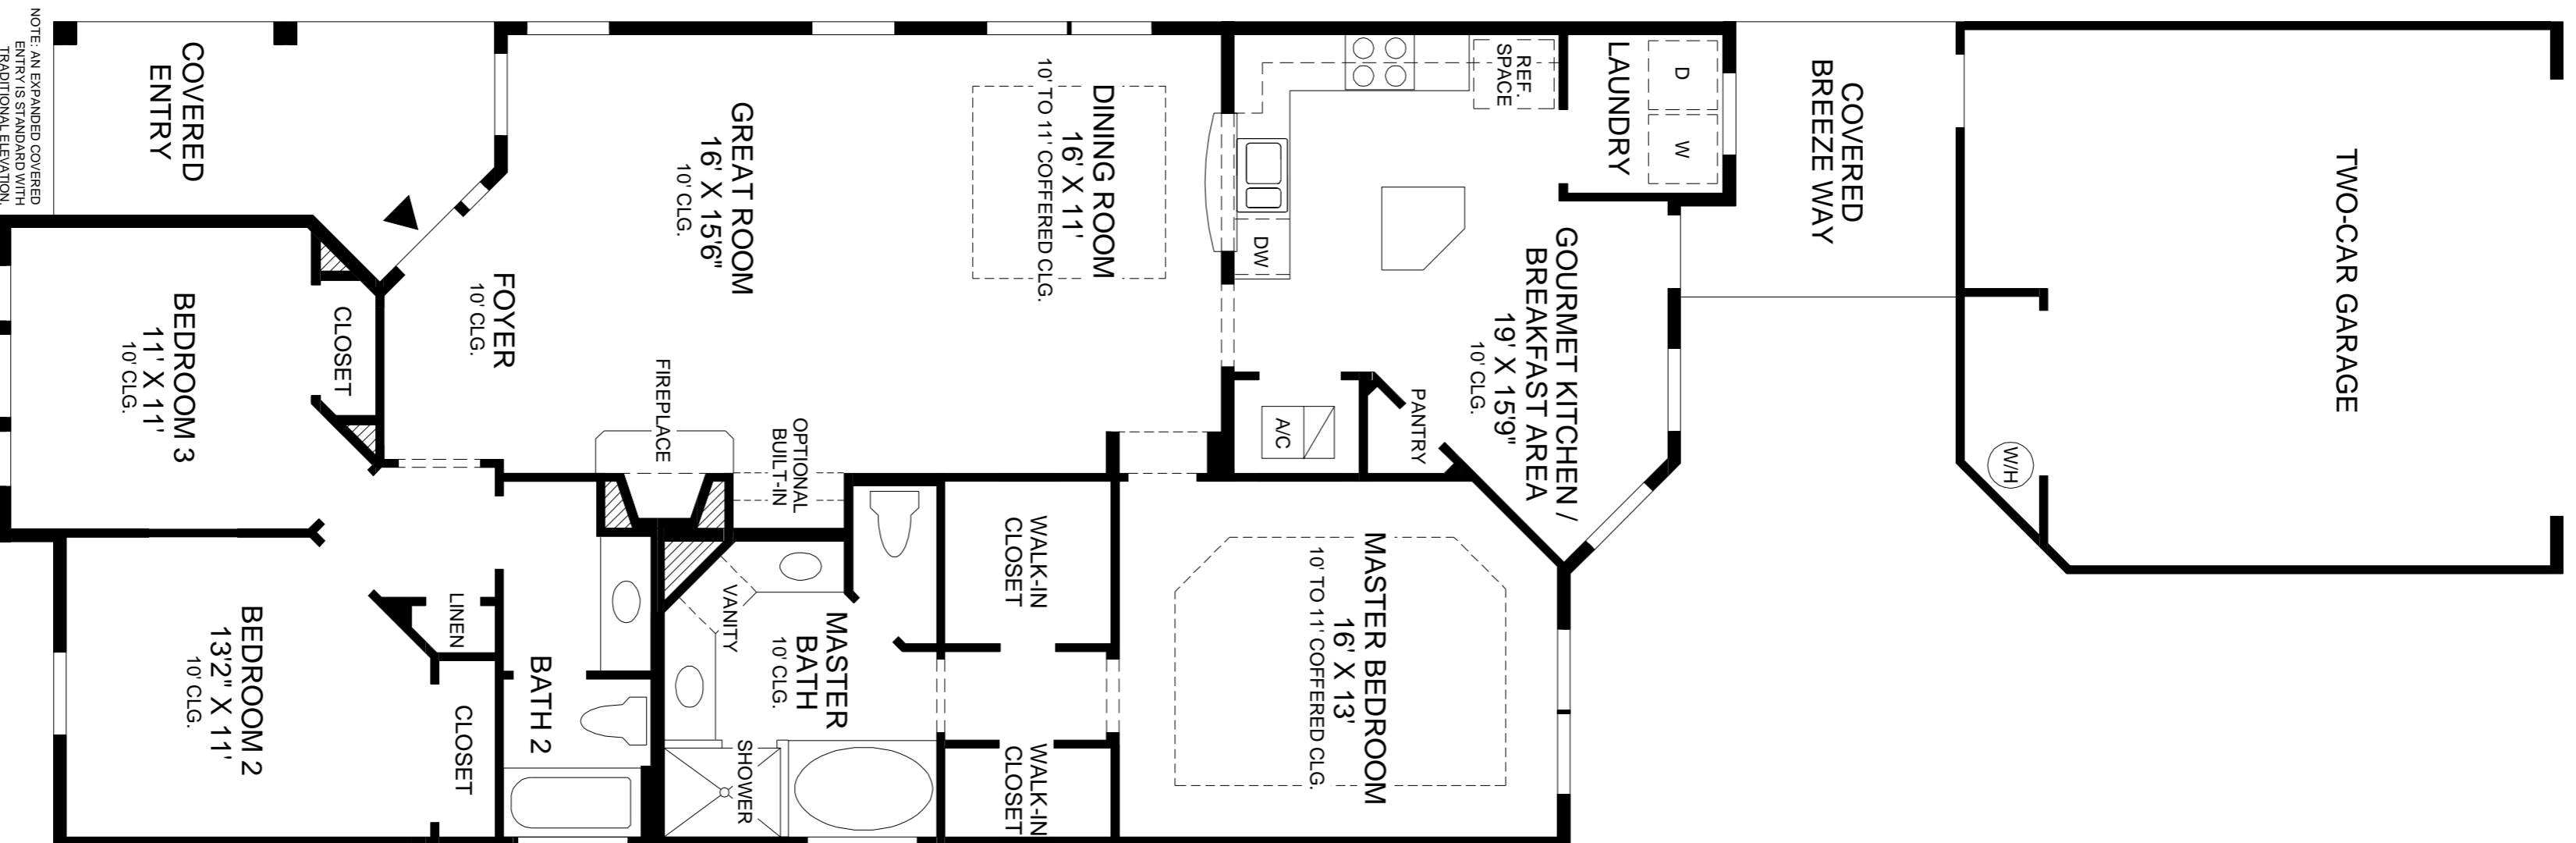 TWO-CAR GARAGE
W/H
COVERED
BREEZE WAY
D
W
LAUNDRY
REF.
SPACE
GOURMET KITCHEN /
BREAKFAST AREA
19' X 15'9"
10' CLG.
PANTRY
DW
A/C
MASTER BEDROOM
16' X 13'
10' TO 11' COFFERED CLG.
DINING ROOM
16' X 11'
10' TO 11' COFFERED CLG.
WALK-IN
CLOSET
WALK-IN
CLOSET
GREAT ROOM
16' X 15'6"
10' CLG.
OPTIONAL
BUILT-IN
FIREPLACE
MASTER
BATH
10' CLG.
VANITY
SHOWER
FOYER
10' CLG.
BATH 2
LINEN
CLOSET
CLOSET
BEDROOM 2
13'2" X 11'
10' CLG.
BEDROOM 3
11' X 11'
10' CLG.
COVERED
ENTRY
NOTE: AN EXPANDED COVERED
ENTRY IS STANDARD WITH
TRADITIONAL ELEVATION.